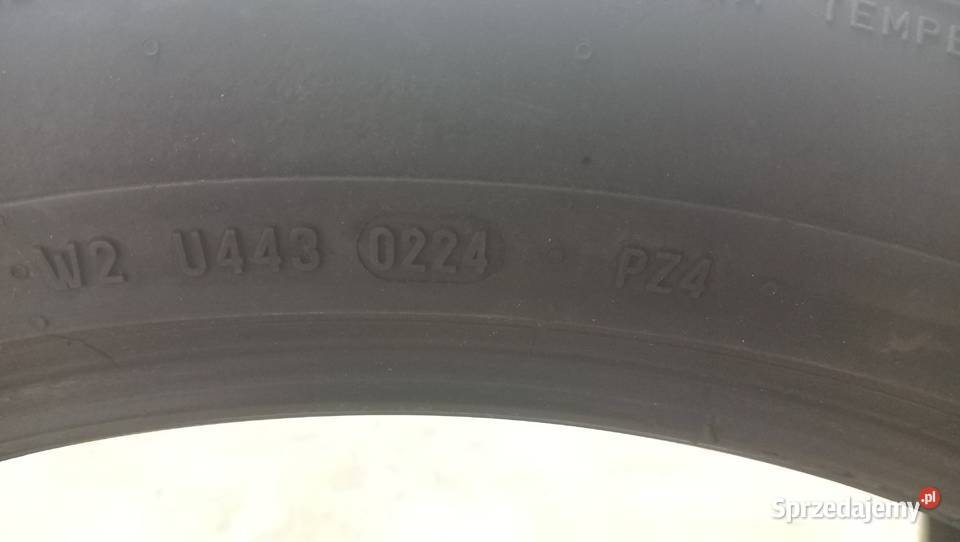 TEMPE
W2 U443 0224 PZ4
Sprzedajemy.pl